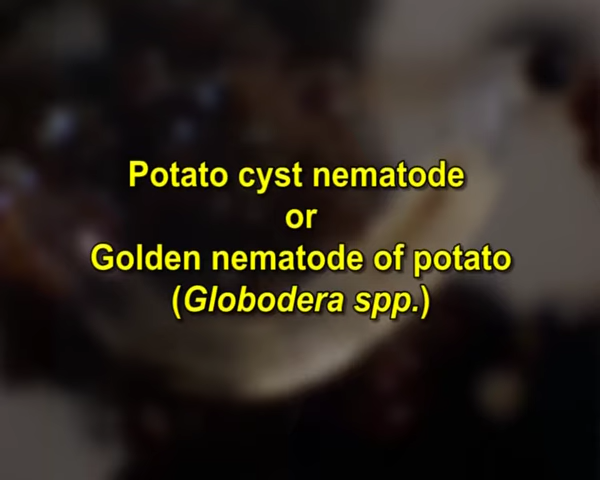 Potato cyst nematode
or
Golden nematode of potato
(Globodera spp.)